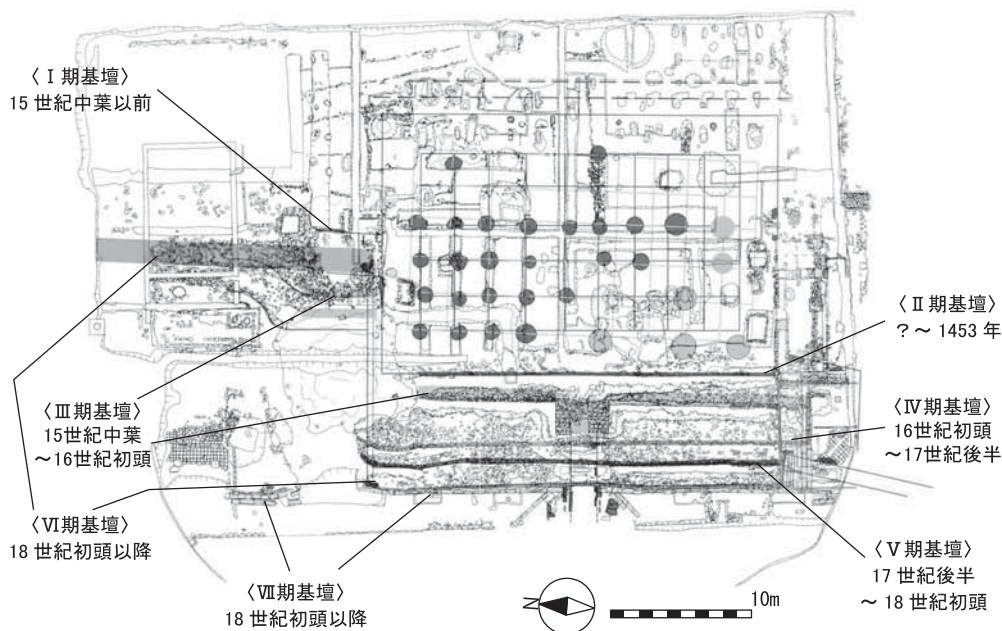 〈Ⅰ期基壇〉
15世紀中葉以前
〈Ⅱ期基壇〉
？～1453年
〈Ⅲ期基壇〉
15世紀中葉
～16世紀初頭
〈Ⅳ期基壇〉
16世紀初頭
～17世紀後半
〈Ⅵ期基壇〉
18世紀初頭以降
〈Ⅶ期基壇〉
18世紀初頭以降
〈Ⅴ期基壇〉
17世紀後半
～18世紀初頭
N
10m